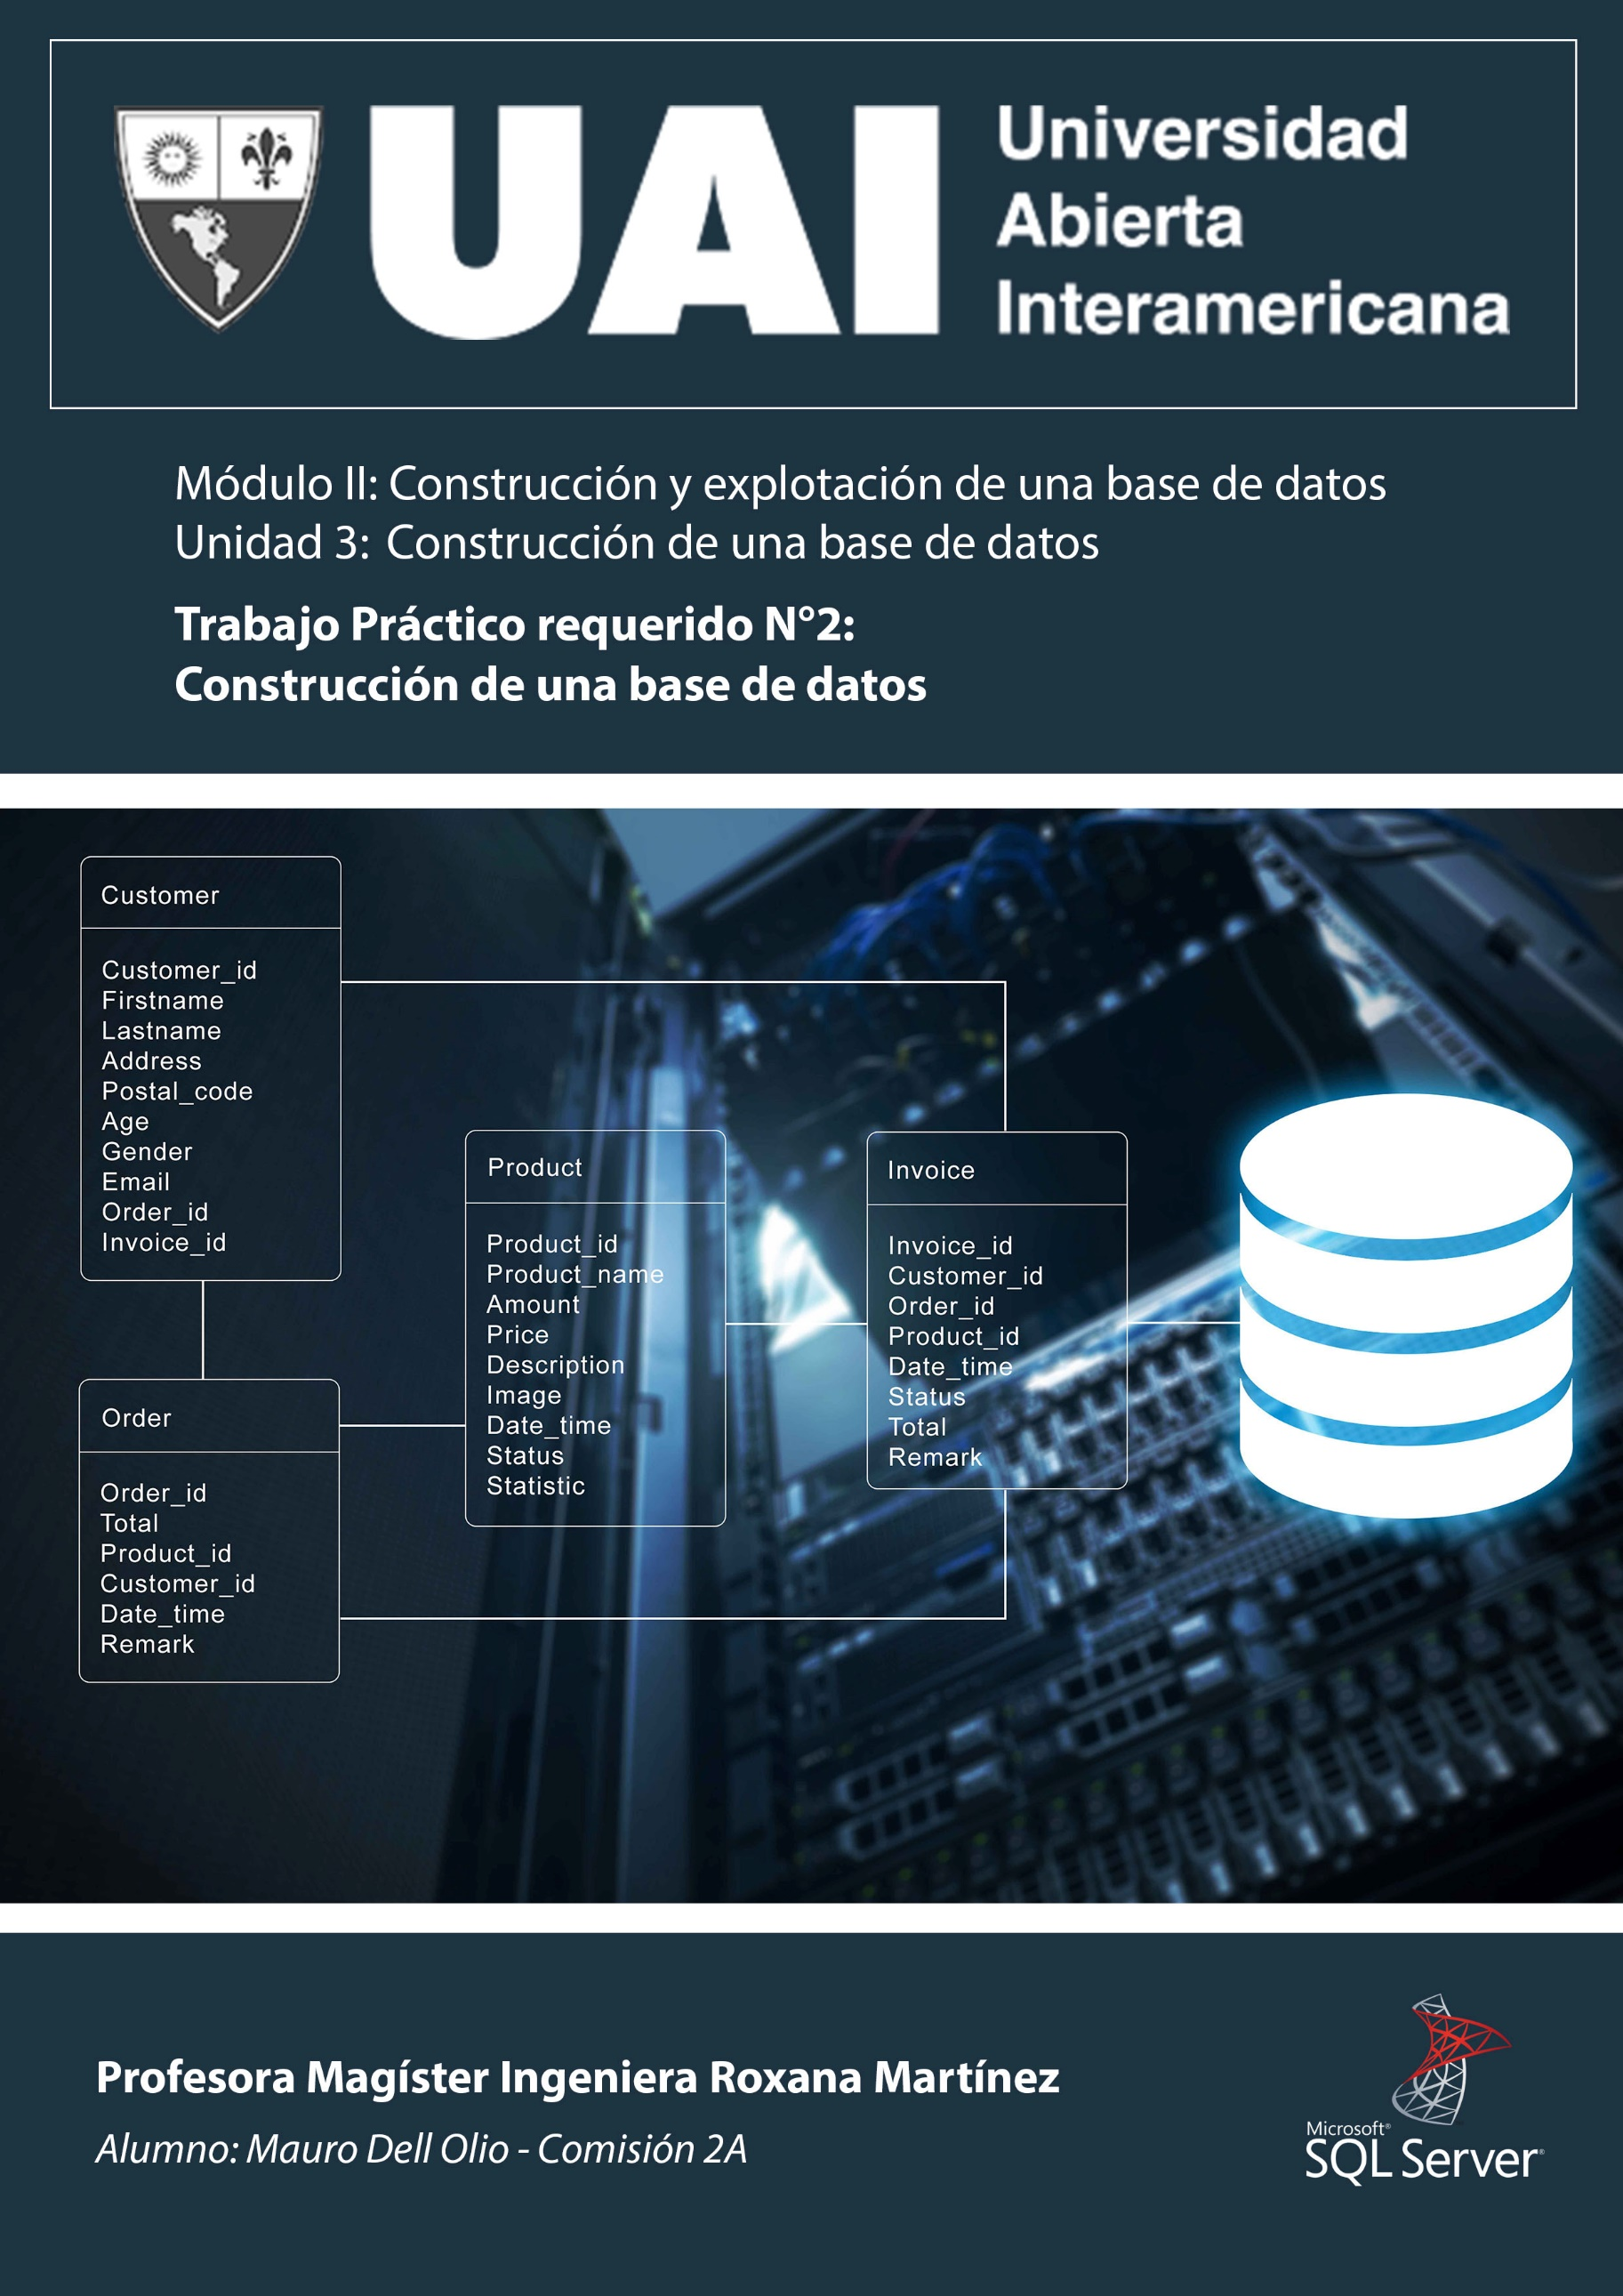 UAI
Universidad
Abierta
Interamericana
Módulo II: Construcción y explotación de una base de datos
Unidad 3: Construcción de una base de datos
Trabajo Práctico requerido N°2:
Construcción de una base de datos
Customer
Customer_id
Firstname
Lastname
Address
Postal_code
Age
Gender
Email
Order_id
Invoice_id
Product
Product_id
Product_name
Amount
Price
Description
Image
Date_time
Status
Statistic
Invoice
Invoice_id
Customer_id
Order_id
Product_id
Date_time
Status
Total
Remark
Order
Order_id
Total
Product_id
Customer_id
Date_time
Remark
Profesora Magíster Ingeniera Roxana Martínez
Alumno: Mauro Dell Olio - Comisión 2A
Microsoft®
SQL Server®